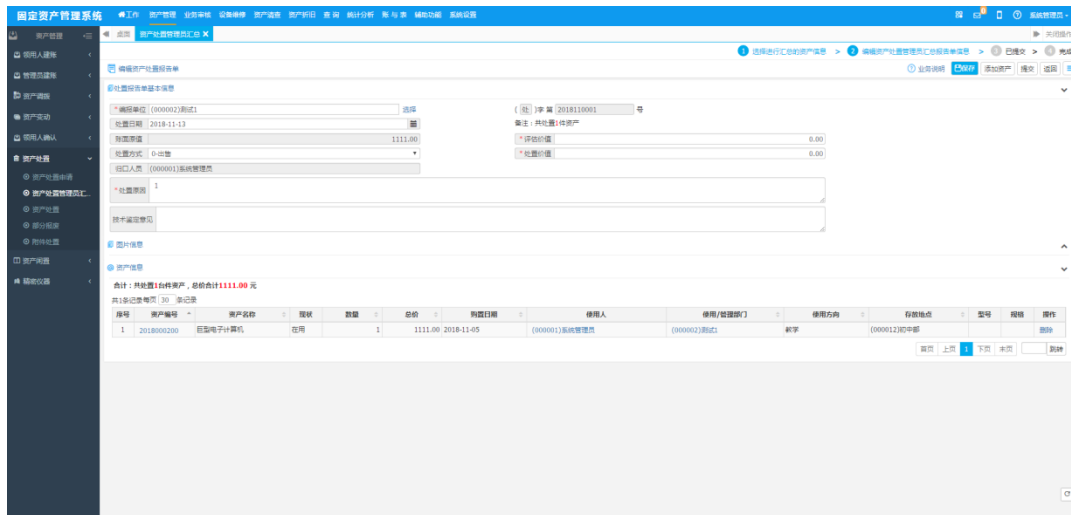 固定资产管理系统 工作 资产管理 业务审核 设备维修 资产清查 资产折旧 查询 统计分析 账与表 辅助功能 系统设置 0 系统管理员
资产管理 桌面 资产处置管理员汇总 X 关闭操作
领用人建账
管理员建账
资产调拨
资产变动
领用人确认
资产处置
资产处置申请
资产处置管理员汇...
资产处置
部分报废
附件处置
资产闲置
精密仪器
1 选择进行汇总的资产信息 > 2 编辑资产处置管理员汇总报告单信息 > 3 已提交 > 4 完成
编辑资产处置报告单 业务说明 保存 添加资产 提交 返回
处置报告单基本信息
*编报单位 (000002)测试1 选择 ( 处 )字 第 2018110001 号
处置日期 2018-11-13 备注：共处置1件资产
账面原值 1111.00 *评估价值 0.00
处置方式 0-出售 *处置价值 0.00
归口人员 (000001)系统管理员
*处置原因 1
技术鉴定意见
图片信息
资产信息
合计：共处置1台件资产，总价合计1111.00 元
共1条记录每页 30 条记录
序号 资产编号 资产名称 现状 数量 总价 购置日期 使用人 使用/管理部门 使用方向 存放地点 型号 规格 操作
1 2018000200 巨型电子计算机 在用 1 1111.00 2018-11-05 (000001)系统管理员 (000002)测试1 教学 (000012)初中部 删除
首页 上页 1 下页 末页 跳转